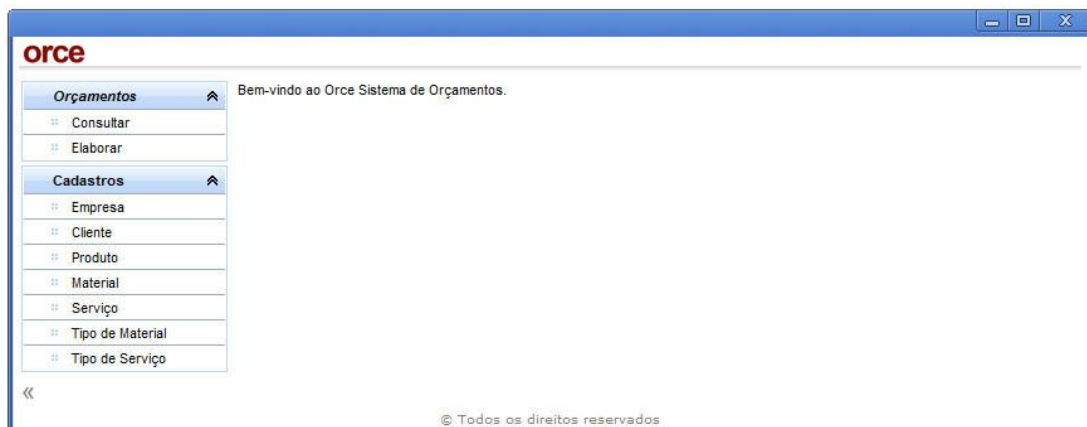 orce
Orçamentos
Consultar
Elaborar
Cadastros
Empresa
Cliente
Produto
Material
Serviço
Tipo de Material
Tipo de Serviço
«
Bem-vindo ao Orce Sistema de Orçamentos.
© Todos os direitos reservados